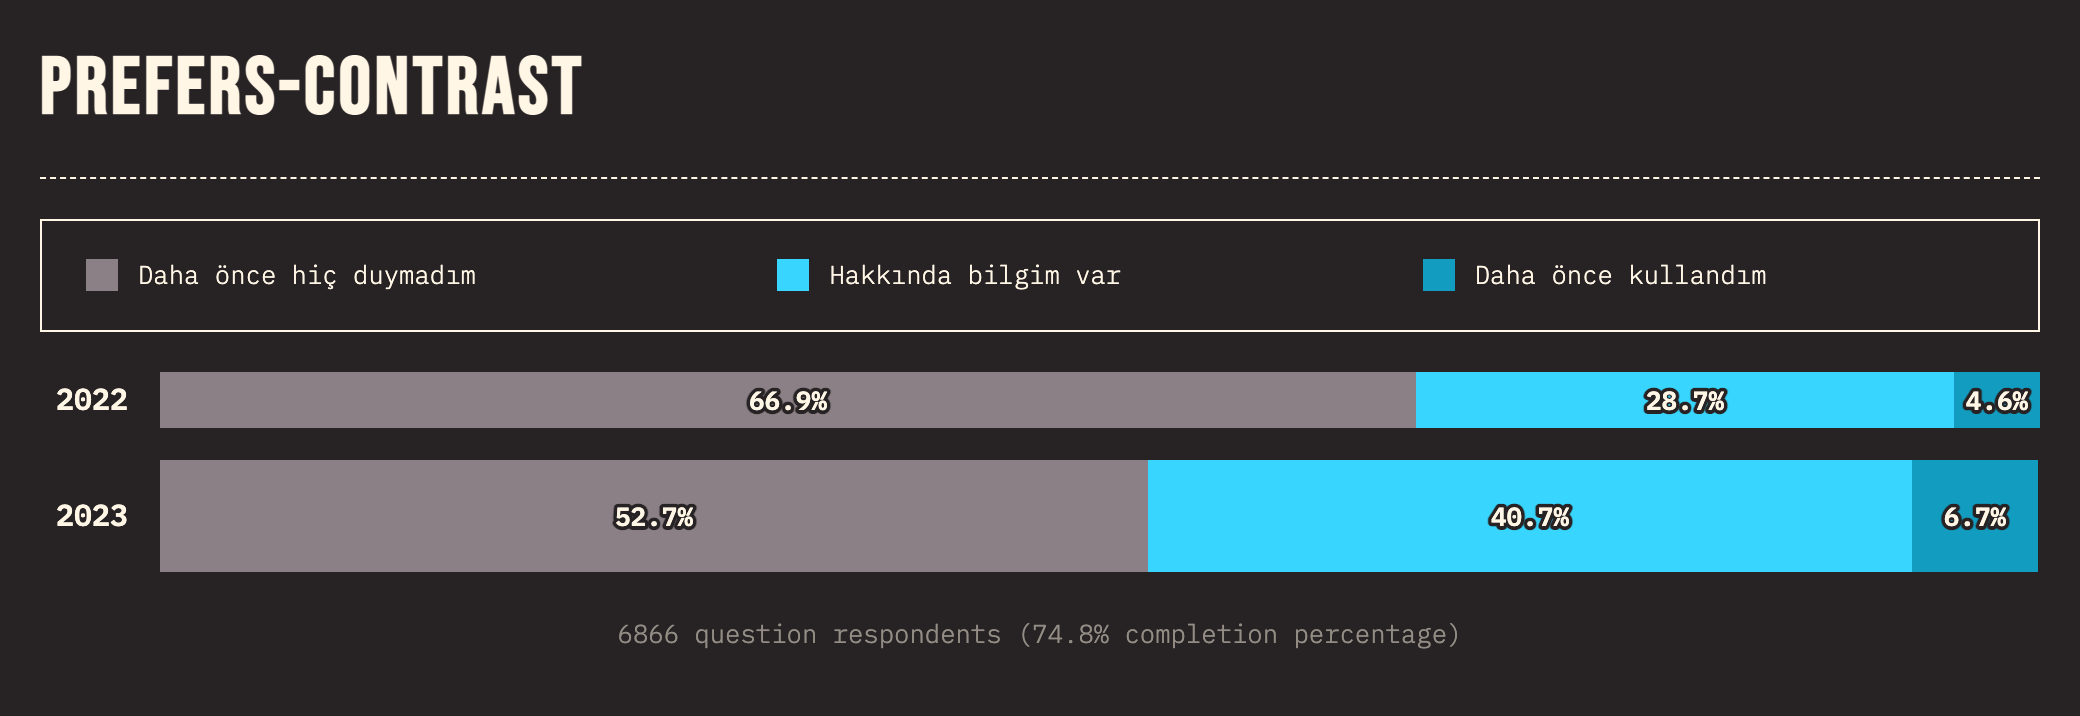 PREFERS-CONTRAST
Daha önce hiç duymadım Hakkında bilgim var Daha önce kullandım
2022 66.9% 28.7% 4.6%
2023 52.7% 40.7% 6.7%
6866 question respondents (74.8% completion percentage)